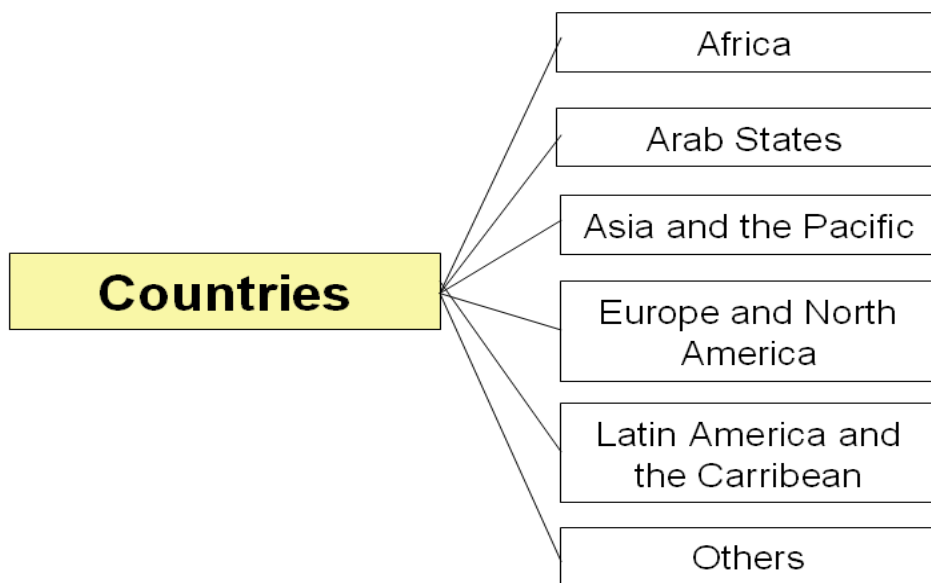 Africa
Arab States
Asia and the Pacific
Countries
Europe and North
America
Latin America and
the Carribean
Others